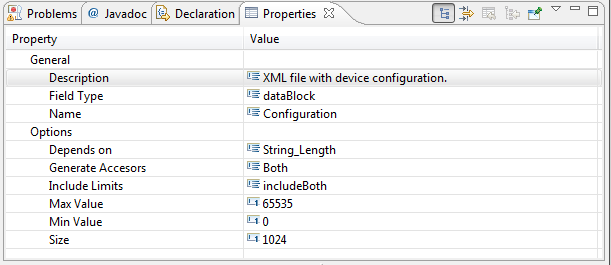 Problems @ Javadoc Declaration Properties
Property Value
General
Description XML file with device configuration.
Field Type dataBlock
Name Configuration
Options
Depends on String_Length
Generate Accesors Both
Include Limits includeBoth
Max Value 65535
Min Value 0
Size 1024